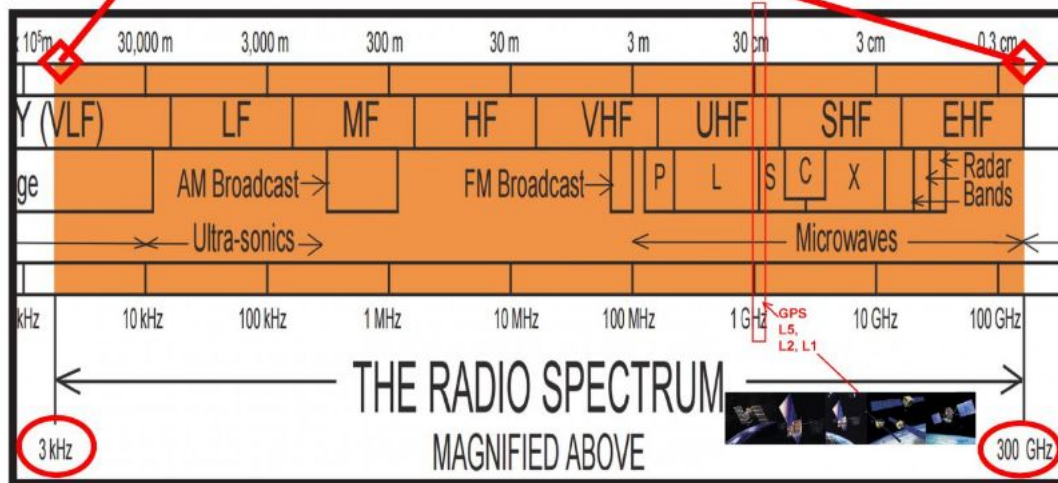 x 10⁵m 30,000 m 3,000 m 300 m 30 m 3 m 30 cm 3 cm 0.3 cm
Y (VLF) LF MF HF VHF UHF SHF EHF
ge AM Broadcast FM Broadcast P L S C X Radar
Bands
Ultra-sonics Microwaves
kHz 10 kHz 100 kHz 1 MHz 10 MHz 100 MHz 1 GHz 10 GHz 100 GHz
GPS
L5,
L2, L1
THE RADIO SPECTRUM
3 kHz MAGNIFIED ABOVE 300 GHz